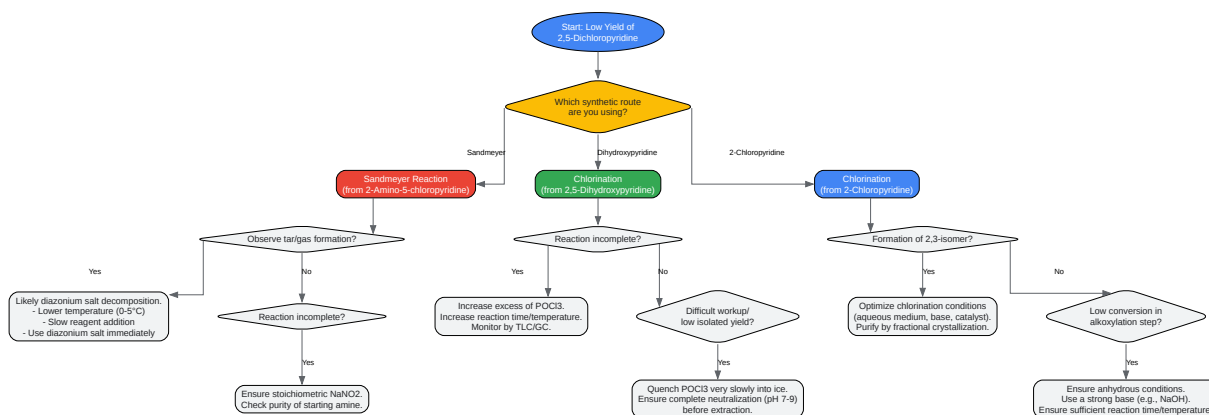 Start: Low Yield of
2,5-Dichloropyridine
Which synthetic route
are you using?
Sandmeyer
Dihydroxypyridine
2-Chloropyridine
Sandmeyer Reaction
(from 2-Amino-5-chloropyridine)
Chlorination
(from 2,5-Dihydroxypyridine)
Chlorination
(from 2-Chloropyridine)
Observe tar/gas formation?
Reaction incomplete?
Formation of 2,3-isomer?
Yes
No
Yes
No
Yes
No
Likely diazonium salt decomposition.
- Lower temperature (0-5°C)
- Slow reagent addition
- Use diazonium salt immediately
Reaction incomplete?
Increase excess of POCl3.
Increase reaction time/temperature.
Monitor by TLC/GC.
Difficult workup/
low isolated yield?
Optimize chlorination conditions
(aqueous medium, base, catalyst).
Purify by fractional crystallization.
Low conversion in
alkoxylation step?
Yes
Yes
Yes
Ensure stoichiometric NaNO2.
Check purity of starting amine.
Quench POCl3 very slowly into ice.
Ensure complete neutralization (pH 7-9)
before extraction.
Ensure anhydrous conditions.
Use a strong base (e.g., NaOH).
Ensure sufficient reaction time/temperature